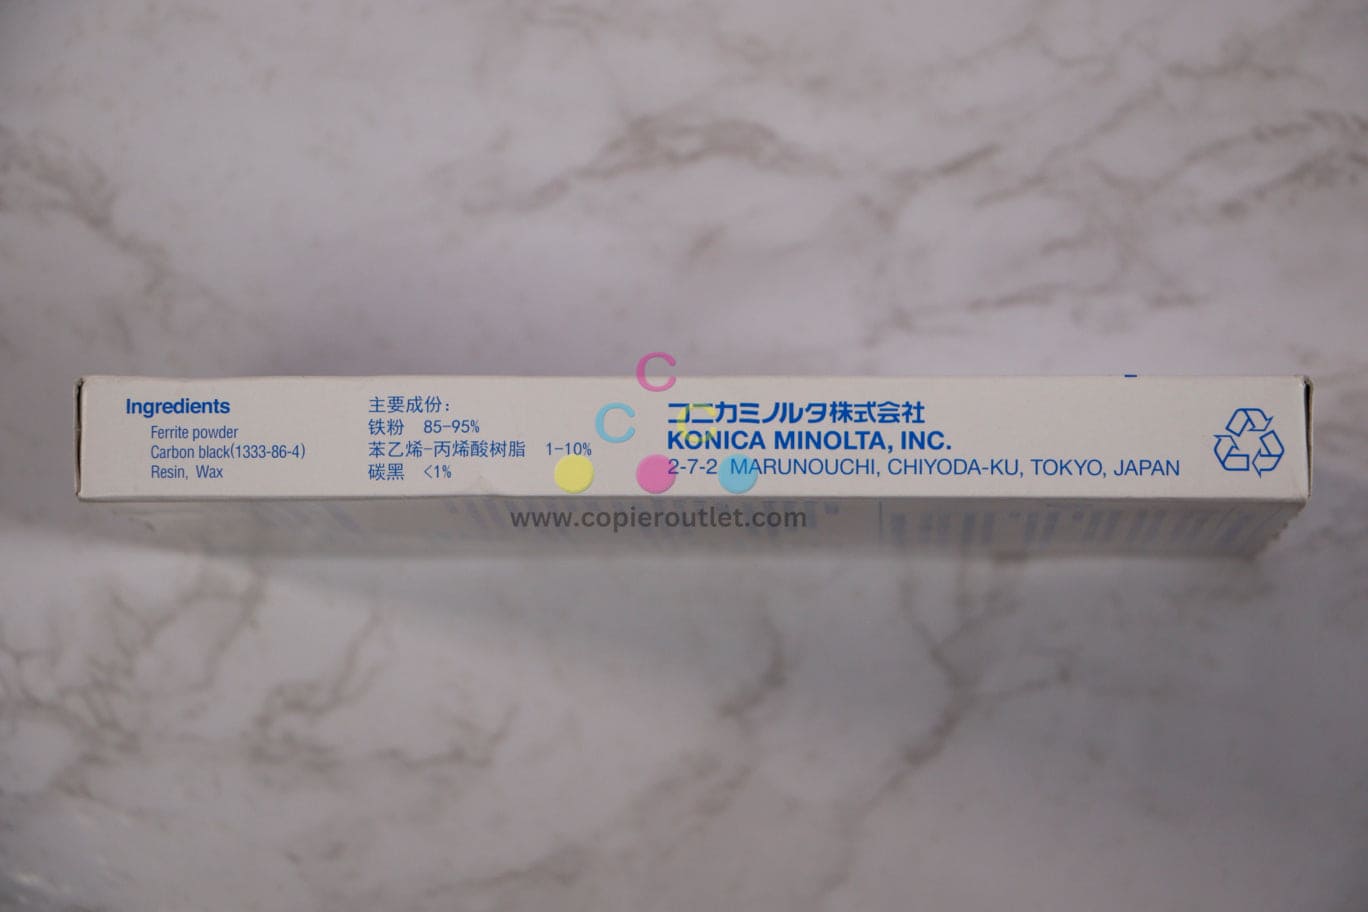 Ingredients
Ferrite powder
Carbon black(1333-86-4)
Resin, Wax
主要成份：
铁粉 85-95%
苯乙烯-丙烯酸树脂 1-10%
碳黑 <1%
コニカミノルタ株式会社
KONICA MINOLTA, INC.
2-7-2 MARUNOUCHI, CHIYODA-KU, TOKYO, JAPAN
C
C C
www.copieroutlet.com